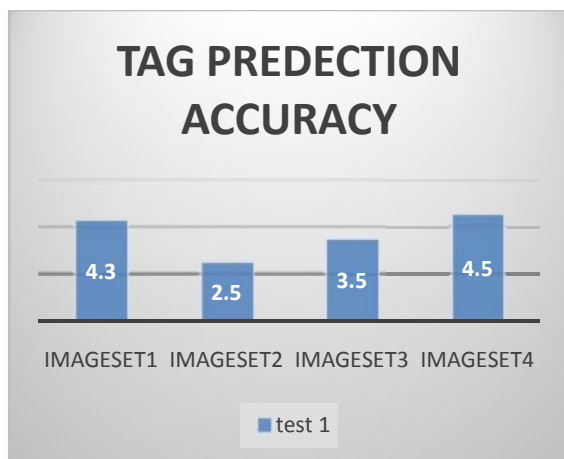 TAG PREDECTION
ACCURACY
4.3
2.5
3.5
4.5
IMAGESET1 IMAGESET2 IMAGESET3 IMAGESET4
test 1